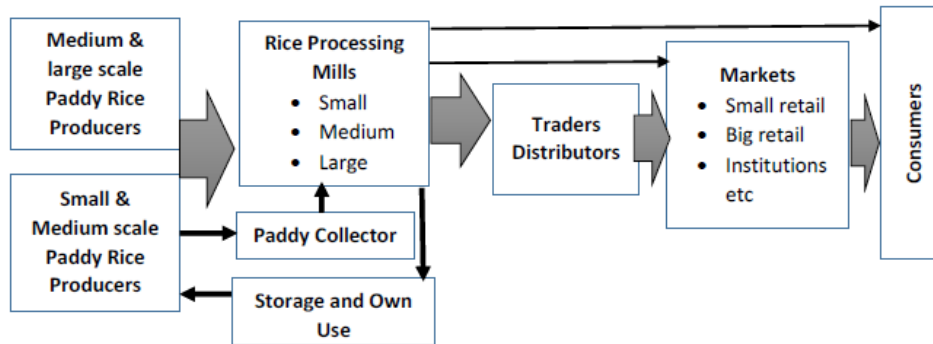 Medium &
large scale
Paddy Rice
Producers
Small &
Medium scale
Paddy Rice
Producers
Rice Processing
Mills
• Small
• Medium
• Large
Paddy Collector
Storage and Own
Use
Traders
Distributors
Markets
• Small retail
• Big retail
• Institutions
etc
Consumers